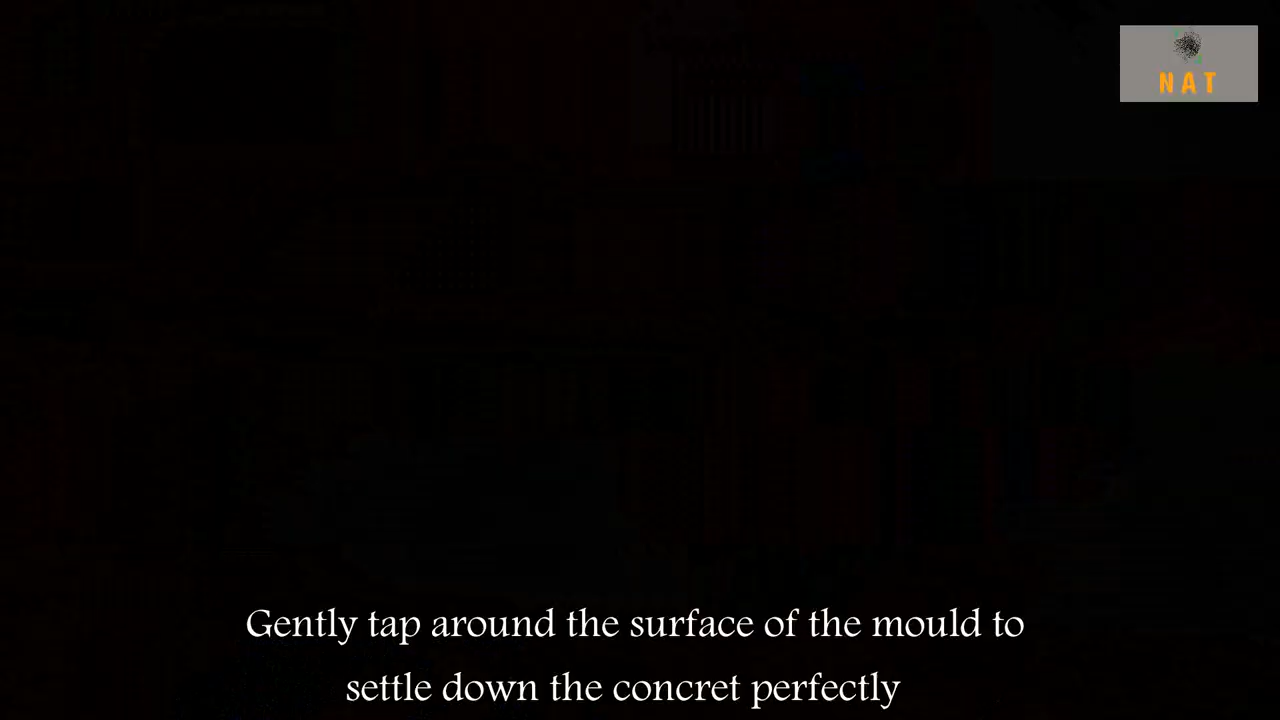 NAT
Gently tap around the surface of the mould to
settle down the concret perfectly